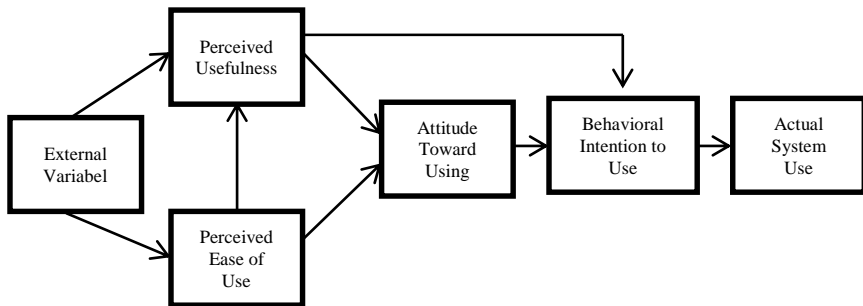 Perceived
Usefulness
External
Variabel
Perceived
Ease of
Use
Attitude
Toward
Using
Behavioral
Intention to
Use
Actual
System
Use